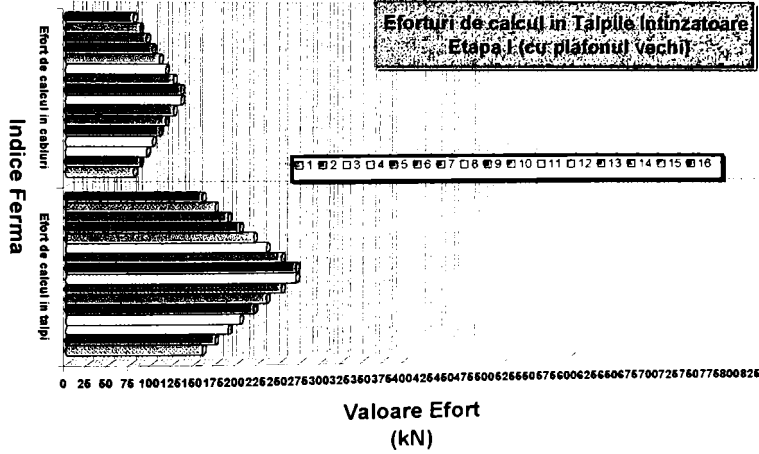 Eforturi de calcul in Talpile Intinzatoare
Etapa I (cu plafonul vechi)
Indice Ferma
Efort de calcul in cabluri
Efort de calcul in talpi
1 2 3 4 5 6 7 8 9 10 11 12 13 14 15 16
0 25 50 75 100 125 150 175 200 225 250 275 300 325 350 375 400 425 450 475 500 525 550 575 600 625 650 675 700 725 750 775 800 825
Valoare Efort
(kN)